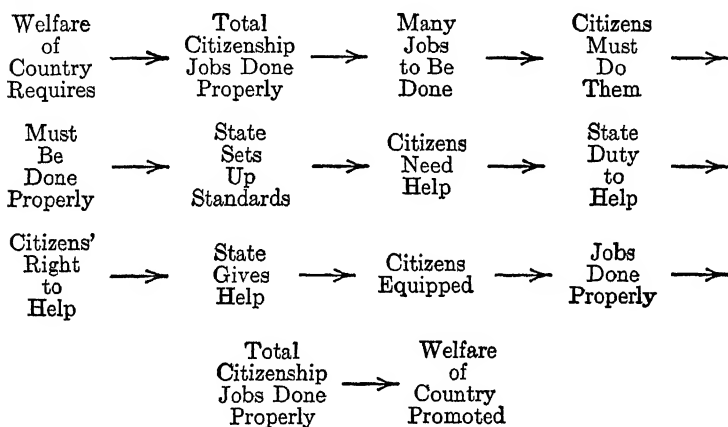 Welfare
of
Country
Requires
Total
Citizenship
Jobs Done
Properly
Many
Jobs
to Be
Done
Citizens
Must
Do
Them
Must
Be
Done
Properly
State
Sets
Up
Standards
Citizens
Need
Help
State
Duty
to
Help
Citizens'
Right
to
Help
State
Gives
Help
Citizens
Equipped
Jobs
Done
Properly
Total
Citizenship
Jobs Done
Properly
Welfare
of
Country
Promoted